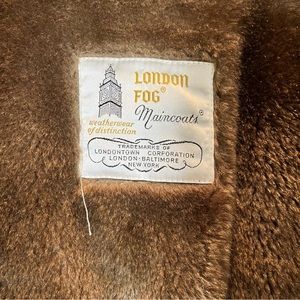 LONDON
FOG®
Maincoats®
weatherwear
of distinction
TRADEMARKS OF
LONDONTOWN CORPORATION
LONDON-BALTIMORE
NEW YORK